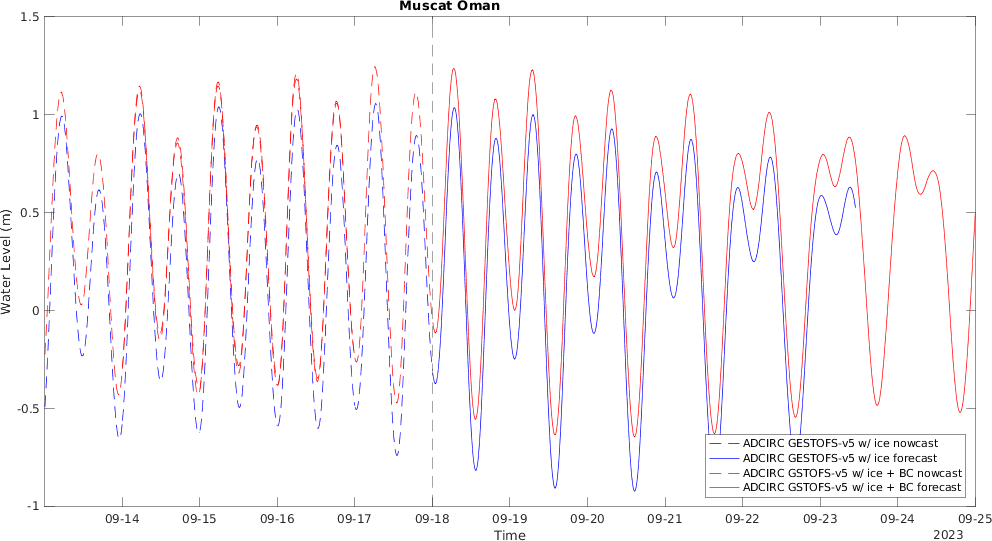 Muscat Oman
1.5
1
0.5
0
-0.5
-1
Water Level (m)
09-14 09-15 09-16 09-17 09-18 09-19 09-20 09-21 09-22 09-23 09-24 09-25
Time
2023
ADCIRC GESTOFS-v5 w/ ice nowcast
ADCIRC GESTOFS-v5 w/ ice forecast
ADCIRC GSTOFS-v5 w/ ice + BC nowcast
ADCIRC GSTOFS-v5 w/ ice + BC forecast